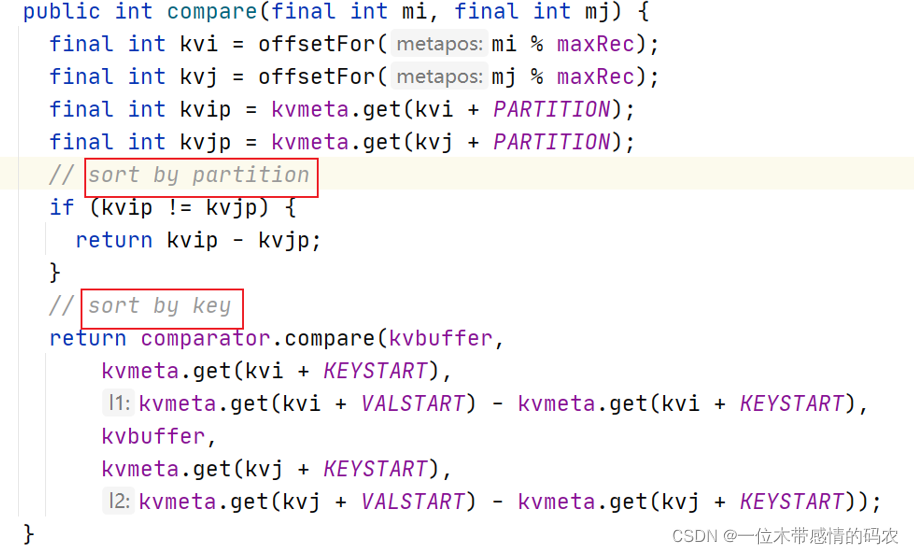 public int compare(final int mi, final int mj) {
  final int kvi = offsetFor( metapos: mi % maxRec);
  final int kvj = offsetFor( metapos: mj % maxRec);
  final int kvip = kvmeta.get(kvi + PARTITION);
  final int kvjp = kvmeta.get(kvj + PARTITION);
  // sort by partition
  if (kvip != kvjp) {
    return kvip - kvjp;
  }
  // sort by key
  return comparator.compare(kvbuffer,
      kvmeta.get(kvi + KEYSTART),
      l1: kvmeta.get(kvi + VALSTART) - kvmeta.get(kvi + KEYSTART),
      kvbuffer,
      kvmeta.get(kvj + KEYSTART),
      l2: kvmeta.get(kvj + VALSTART) - kvmeta.get(kvj + KEYSTART));
}
CSDN @一位木带感情的码农